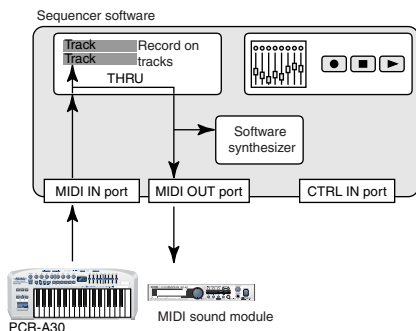 Sequencer software
Track
Record on
Track
tracks
THRU
Software
synthesizer
MIDI IN port
MIDI OUT port
CTRL IN port
MIDI sound module
PCR-A30